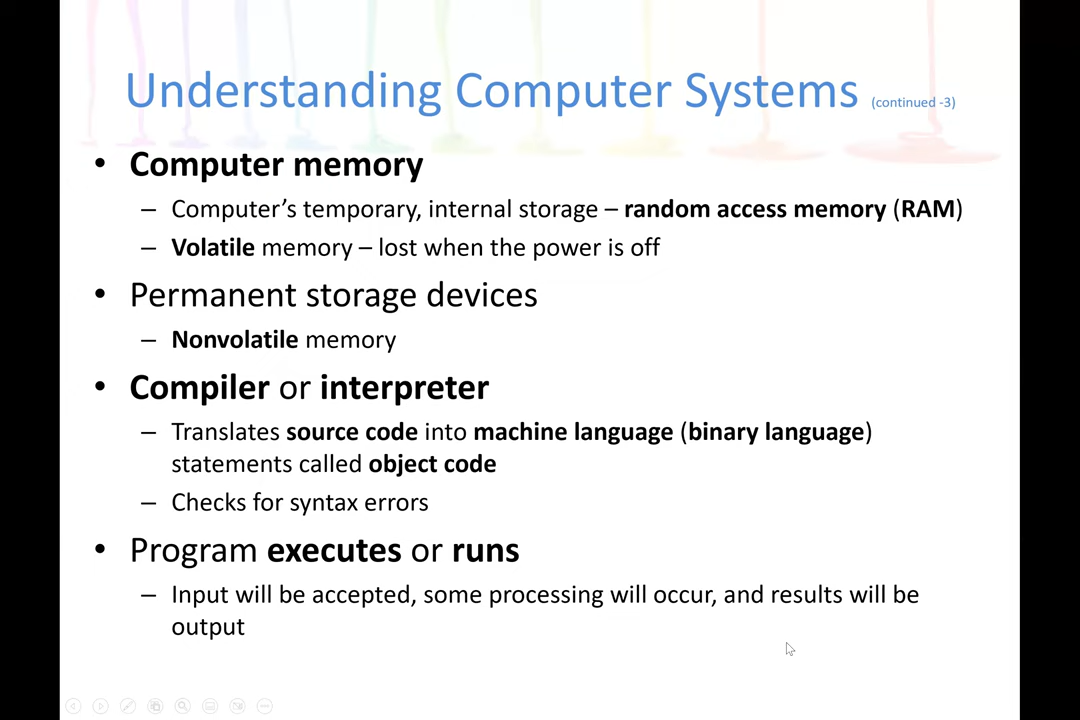 Understanding Computer Systems (continued -3)
• Computer memory
– Computer’s temporary, internal storage – random access memory (RAM)
– Volatile memory – lost when the power is off
• Permanent storage devices
– Nonvolatile memory
• Compiler or interpreter
– Translates source code into machine language (binary language)
statements called object code
– Checks for syntax errors
• Program executes or runs
– Input will be accepted, some processing will occur, and results will be
output